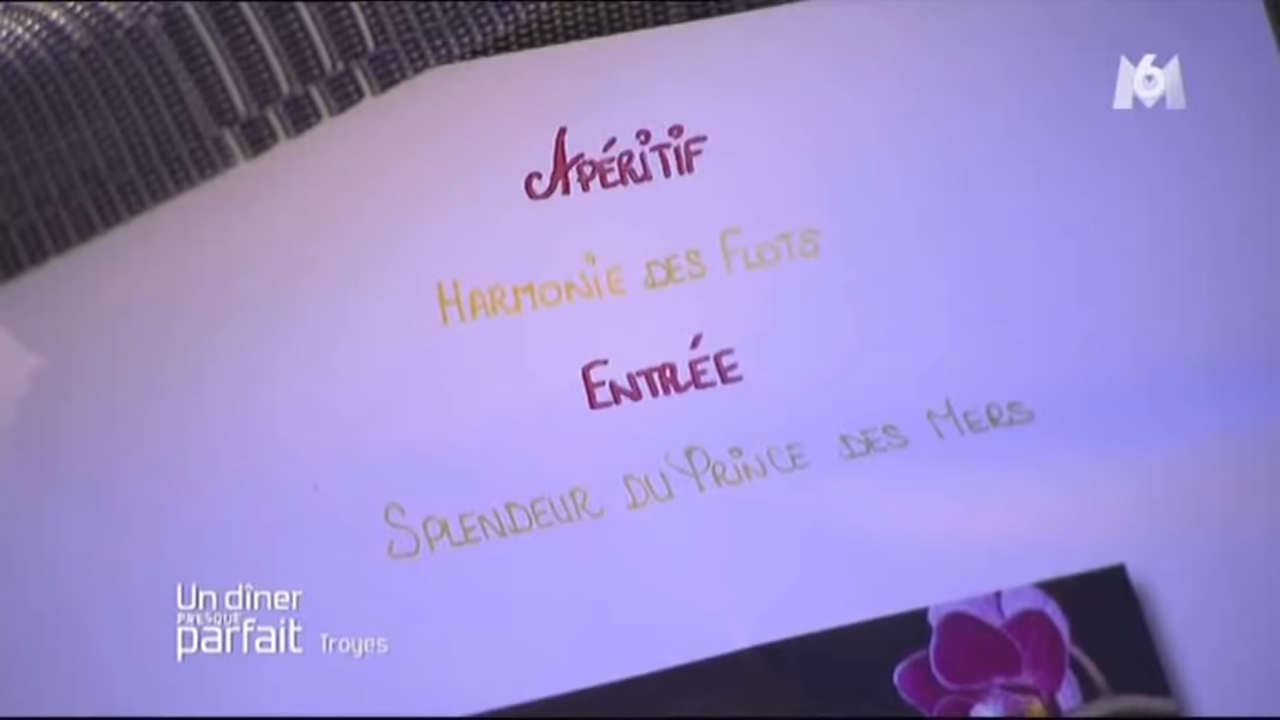 M6
APÉRITIF
HARMONIE DES FLOTS
ENTRÉE
SPLENDEUR DU PRINCE DES MERS
Un dîner
PRESQUE
parfait Troyes